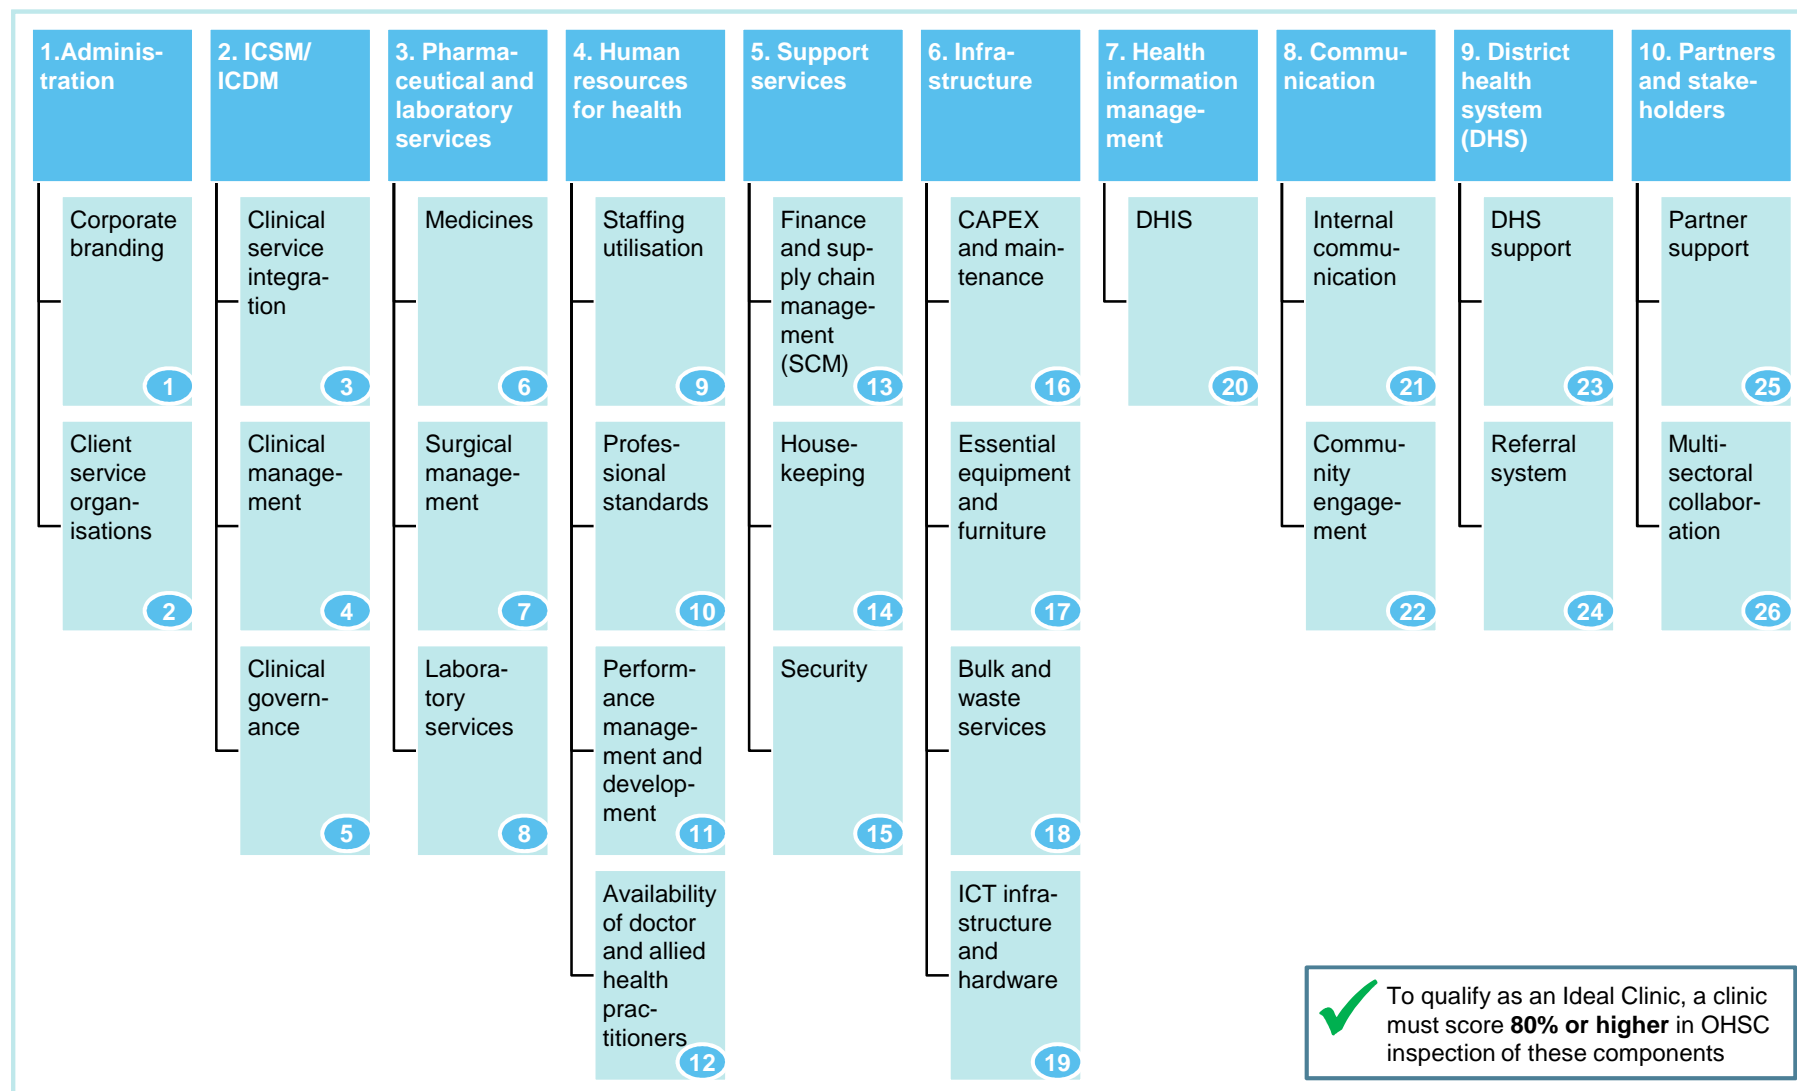 1.Adminis-
tration
Corporate
branding
1
Client
service
organ-
isations
2
2. ICSM/
ICDM
Clinical
service
integra-
tion
3
Clinical
manage-
ment
4
Clinical
govern-
ance
5
3. Pharma-
ceutical and
laboratory
services
Medicines
6
Surgical
manage-
ment
7
Labora-
tory
services
8
4. Human
resources
for health
Staffing
utilisation
9
Profes-
sional
standards
10
Perform-
ance
manage-
ment and
develop-
ment
11
Availability
of doctor
and allied
health
prac-
titioners
12
5. Support
services
Finance
and sup-
ply chain
manage-
ment
(SCM)
13
House-
keeping
14
Security
15
6. Infra-
structure
CAPEX
and main-
tenance
16
Essential
equipment
and
furniture
17
Bulk and
waste
services
18
ICT infra-
structure
and
hardware
19
7. Health
information
manage-
ment
DHIS
20
8. Commu-
nication
Internal
commu-
nication
21
Commu-
nity
engage-
ment
22
9. District
health
system
(DHS)
DHS
support
23
Referral
system
24
10. Partners
and stake-
holders
Partner
support
25
Multi-
sectoral
collabor-
ation
26
To qualify as an Ideal Clinic, a clinic
must score 80% or higher in OHSC
inspection of these components